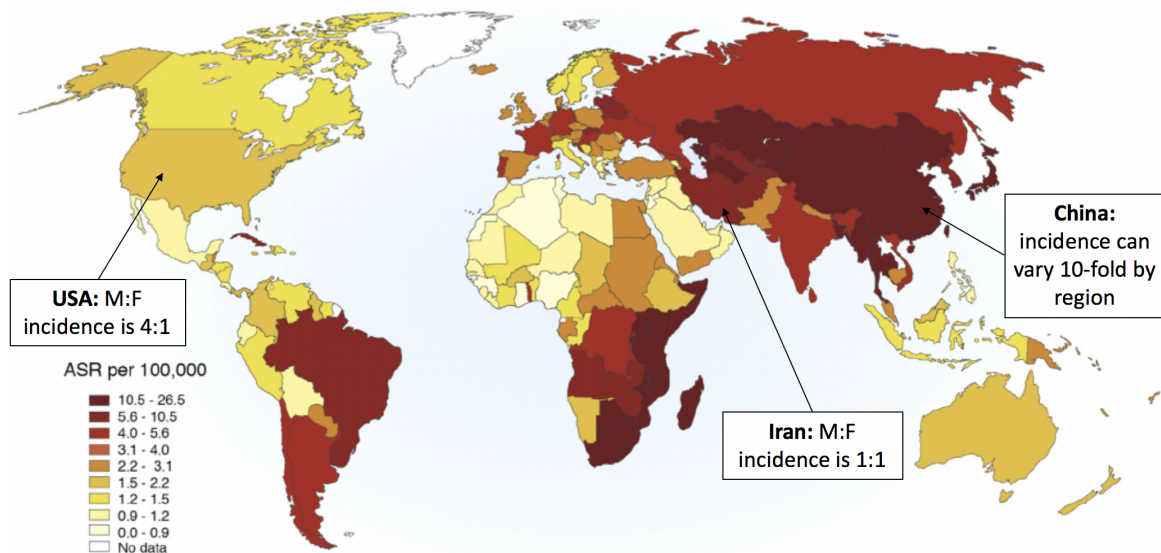 USA: M:F
incidence is 4:1
China:
incidence can
vary 10-fold by
region
Iran: M:F
incidence is 1:1
ASR per 100,000
10.5 - 26.5
5.6 - 10.5
4.0 - 5.6
3.1 - 4.0
2.2 - 3.1
1.5 - 2.2
1.2 - 1.5
0.9 - 1.2
0.0 - 0.9
No data